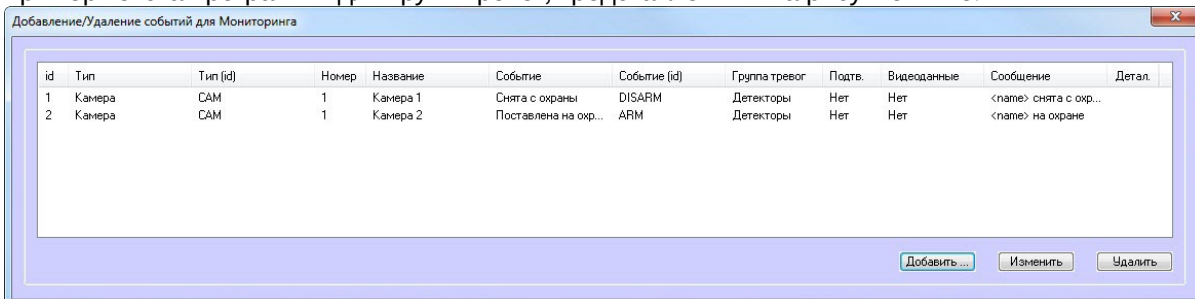 Добавление/Удаление событий для Мониторинга
id Тип Тип (id) Номер Название Событие Событие (id) Группа тревог Подтв. Видеоданные Сообщение Детал.
1 Камера CAM 1 Камера 1 Снята с охраны DISARM Детекторы Нет Нет <name> снята с охр...
2 Камера CAM 1 Камера 2 Поставлена на охр... ARM Детекторы Нет Нет <name> на охране
Добавить ... Изменить Удалить